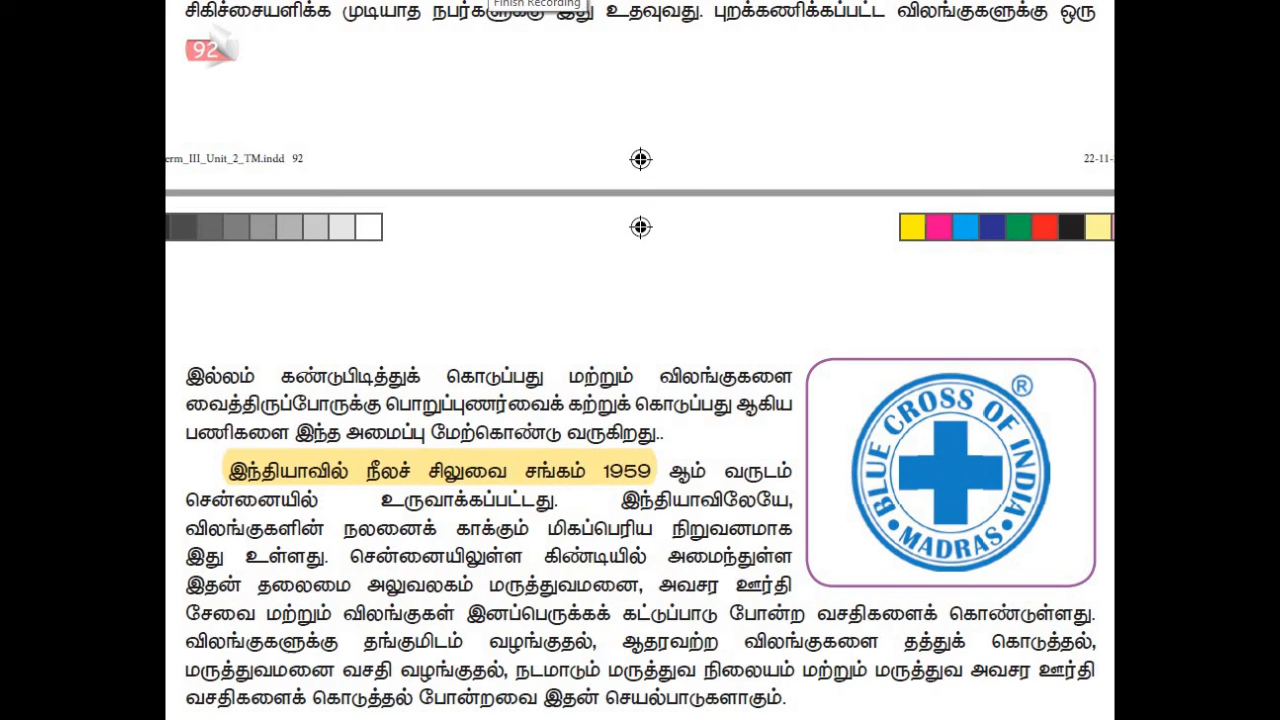 சிகிச்சையளிக்க முடியாத நபர்களுக்கு இது உதவுவது. புறக்கணிக்கப்பட்ட விலங்குகளுக்கு ஒரு
Finish Recording
92
erm_III_Unit_2_TM.indd 92
22-11-
இல்லம் கண்டுபிடித்துக் கொடுப்பது மற்றும் விலங்குகளை
வைத்திருப்போருக்கு பொறுப்புணர்வைக் கற்றுக் கொடுப்பது ஆகிய
பணிகளை இந்த அமைப்பு மேற்கொண்டு வருகிறது..
இந்தியாவில் நீலச் சிலுவை சங்கம் 1959 ஆம் வருடம்
சென்னையில் உருவாக்கப்பட்டது. இந்தியாவிலேயே,
விலங்குகளின் நலனைக் காக்கும் மிகப்பெரிய நிறுவனமாக
இது உள்ளது. சென்னையிலுள்ள கிண்டியில் அமைந்துள்ள
இதன் தலைமை அலுவலகம் மருத்துவமனை, அவசர ஊர்தி
சேவை மற்றும் விலங்குகள் இனப்பெருக்கக் கட்டுப்பாடு போன்ற வசதிகளைக் கொண்டுள்ளது.
விலங்குகளுக்கு தங்குமிடம் வழங்குதல், ஆதரவற்ற விலங்குகளை தத்துக் கொடுத்தல்,
மருத்துவமனை வசதி வழங்குதல், நடமாடும் மருத்துவ நிலையம் மற்றும் மருத்துவ அவசர ஊர்தி
வசதிகளைக் கொடுத்தல் போன்றவை இதன் செயல்பாடுகளாகும்.
BLUE CROSS OF INDIA ®
• MADRAS •